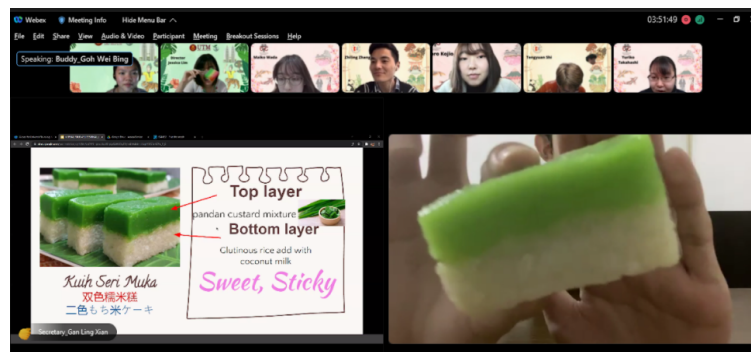 Webex Meeting Info Hide Menu Bar
03:51:49
File Edit Share View Audio & Video Participant Meeting Breakout Sessions Help
Speaking: Buddy_Goh Wei Bing
UTM
Top layer
pandan custard mixture
Bottom layer
Glutinous rice add with
coconut milk
Sweet, Sticky
Kuih Seri Muka
双色糯米糕
二色もち米ケーキ
Secretary_Gan Ling Xian